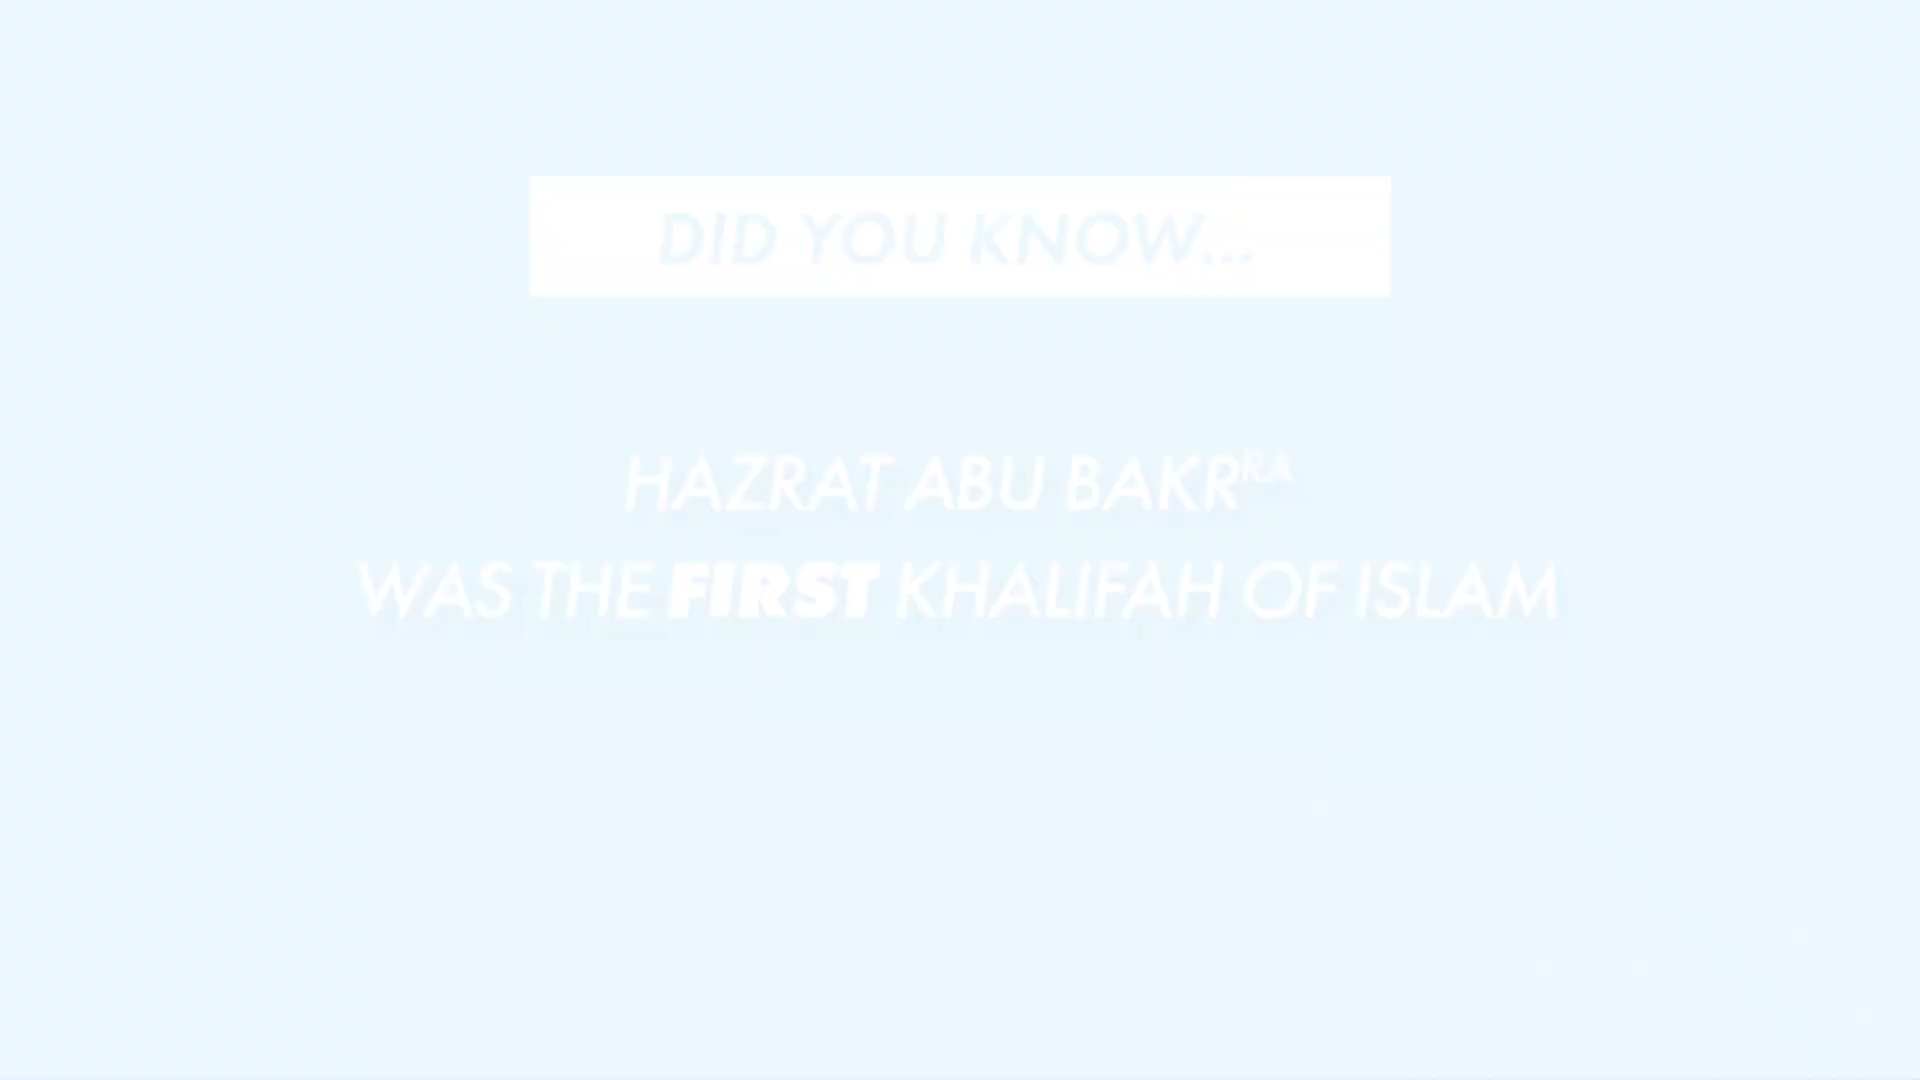 DID YOU KNOW...
HAZRAT ABU BAKRᴿᴬ
WAS THE FIRST KHALIFAH OF ISLAM